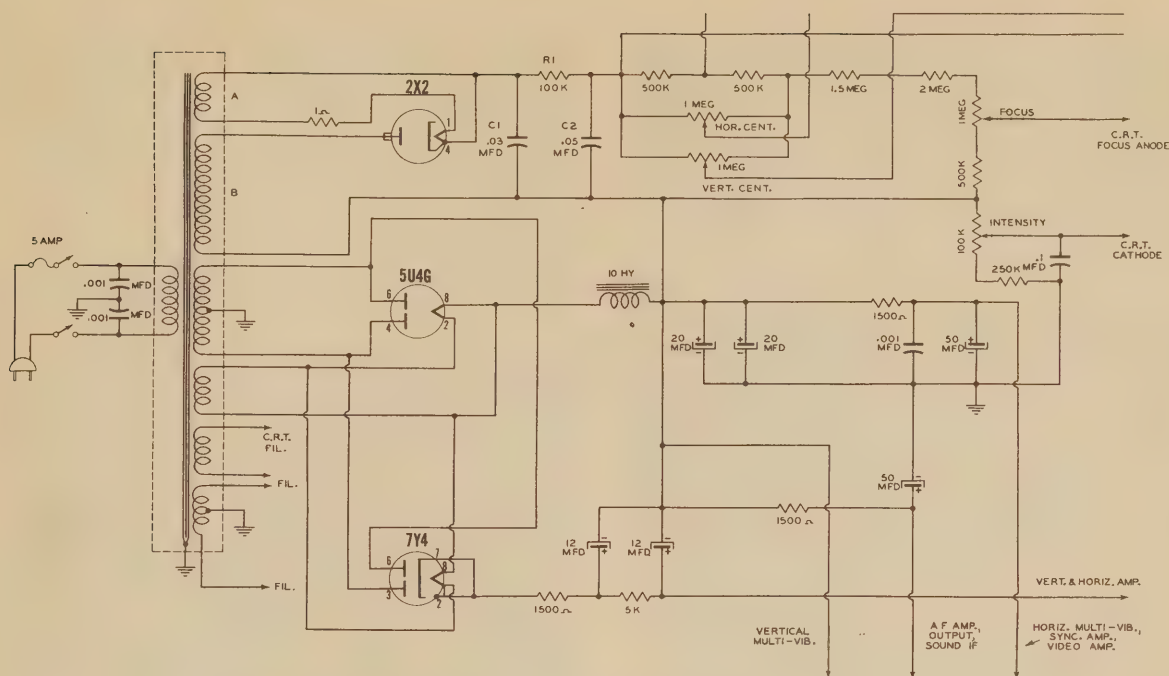 R1
100K
500K
500K
1.5 MEG
2 MEG
1 MEG
FOCUS
C.R.T.
FOCUS ANODE
1 MEG
HOR. CENT.
1MEG
VERT. CENT.
500K
INTENSITY
100K
C.R.T.
CATHODE
250K
.1
MFD
A
1Ω
2X2
1
4
C1
.03
MFD
C2
.05
MFD
B
5 AMP
.001
MFD
.001
MFD
5U4G
6
4
8
2
10 HY
20
MFD
20
MFD
1500Ω
.001
MFD
50
MFD
C.R.T.
FIL.
FIL.
FIL.
50
MFD
1500Ω
7Y4
6
3
7
8
1
2
12
MFD
12
MFD
1500Ω
5K
VERT. & HORIZ. AMP.
VERTICAL
MULTI-VIB.
A F AMP.,
OUTPUT,
SOUND IF
HORIZ. MULTI-VIB.,
SYNC. AMP.,
VIDEO AMP.